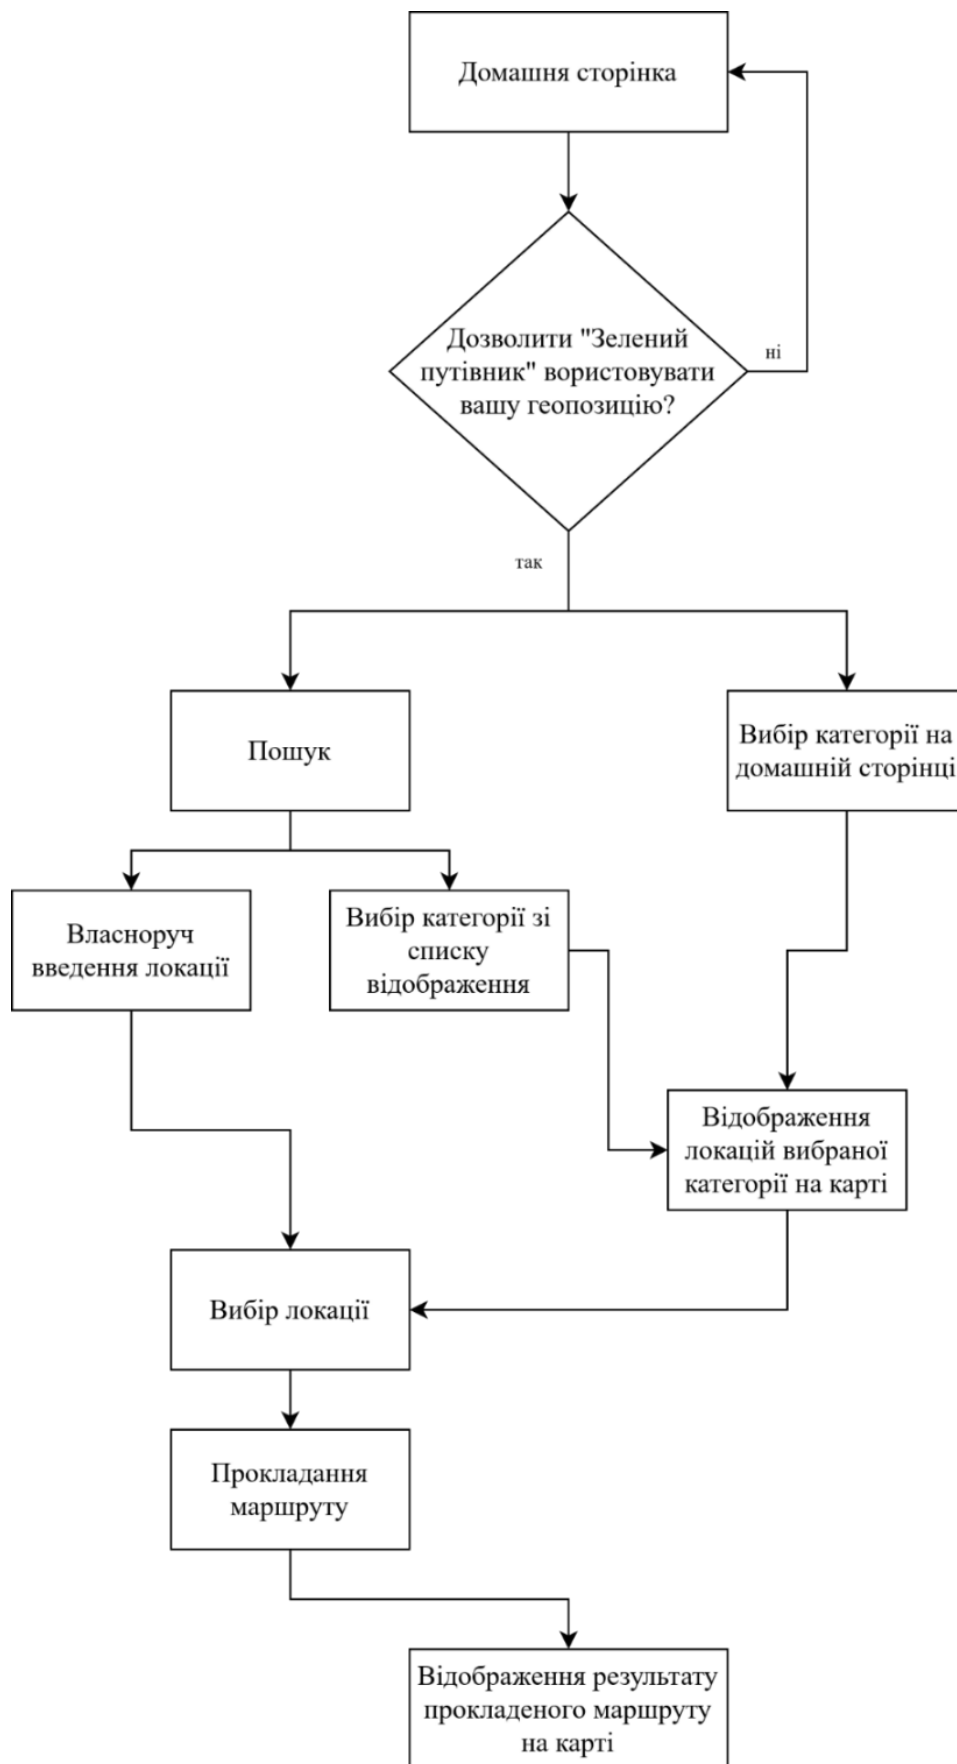 Домашня сторінка
Дозволити "Зелений
путівник" вористовувати
вашу геопозицію?
ні
так
Пошук
Вибір категорії на
домашній сторінці
Власноруч
введення локації
Вибір категорії зі
списку
відображення
Відображення
локацій вибраної
категорії на карті
Вибір локації
Прокладання
маршруту
Відображення результату
прокладеного маршруту
на карті